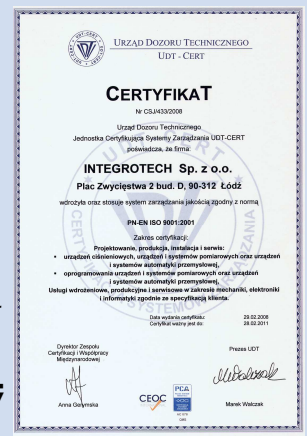 URZĄD DOZORU TECHNICZNEGO
UDT - CERT
CERTYFIKAT
Nr CSJ/433/2008
Urząd Dozoru Technicznego
Jednostka Certyfikująca Systemy Zarządzania UDT-CERT
poświadcza, że firma:
INTEGROTECH Sp. z o.o.
Plac Zwycięstwa 2 bud. D, 90-312 Łódź
wdrożyła oraz stosuje system zarządzania jakością zgodny z normą
PN-EN ISO 9001:2001
Zakres certyfikacji:
Projektowanie, produkcja, instalacja i serwis:
• urządzeń ciśnieniowych, urządzeń i systemów pomiarowych oraz urządzeń
i systemów automatyki przemysłowej,
• oprogramowania urządzeń i systemów pomiarowych oraz urządzeń
i systemów automatyki przemysłowej,
Usługi wdrożeniowe, produkcyjne i serwisowe w zakresie mechaniki, elektroniki
i informatyki zgodnie ze specyfikacją klienta.
Data wydania certyfikatu: 29.02.2008
Certyfikat ważny jest do: 28.02.2011
Dyrektor Zespołu
Certyfikacji i Współpracy
Międzynarodowej
Prezes UDT
CEOC
PCA
Anna Gerymska
Marek Walczak